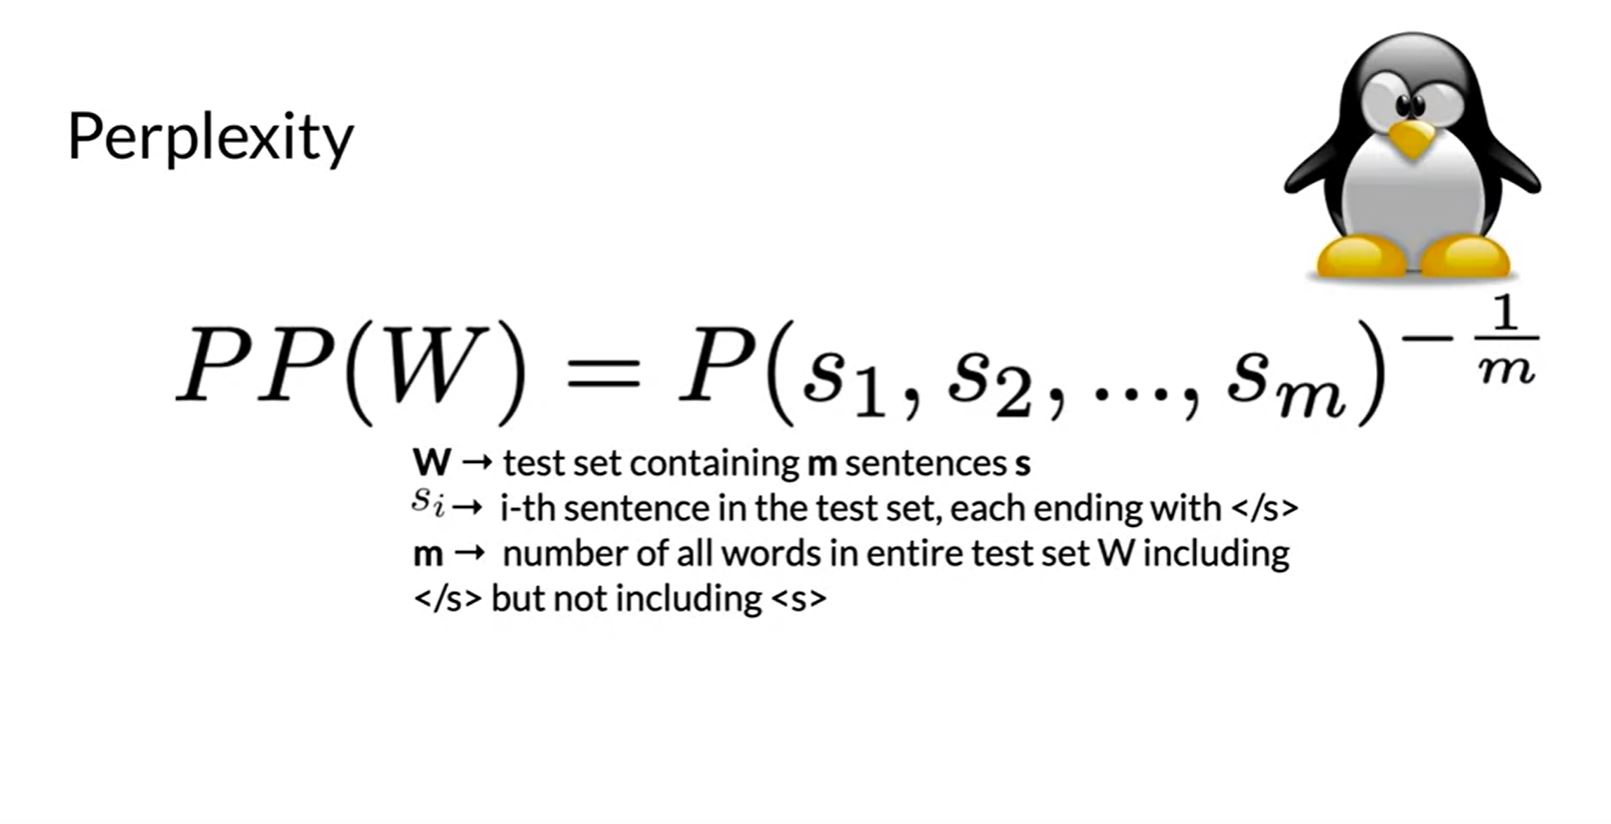 Perplexity
PP(W) = P(s_1, s_2, ..., s_m)^{-\frac{1}{m}}
W → test set containing m sentences s
s_i → i-th sentence in the test set, each ending with </s>
m → number of all words in entire test set W including
</s> but not including <s>